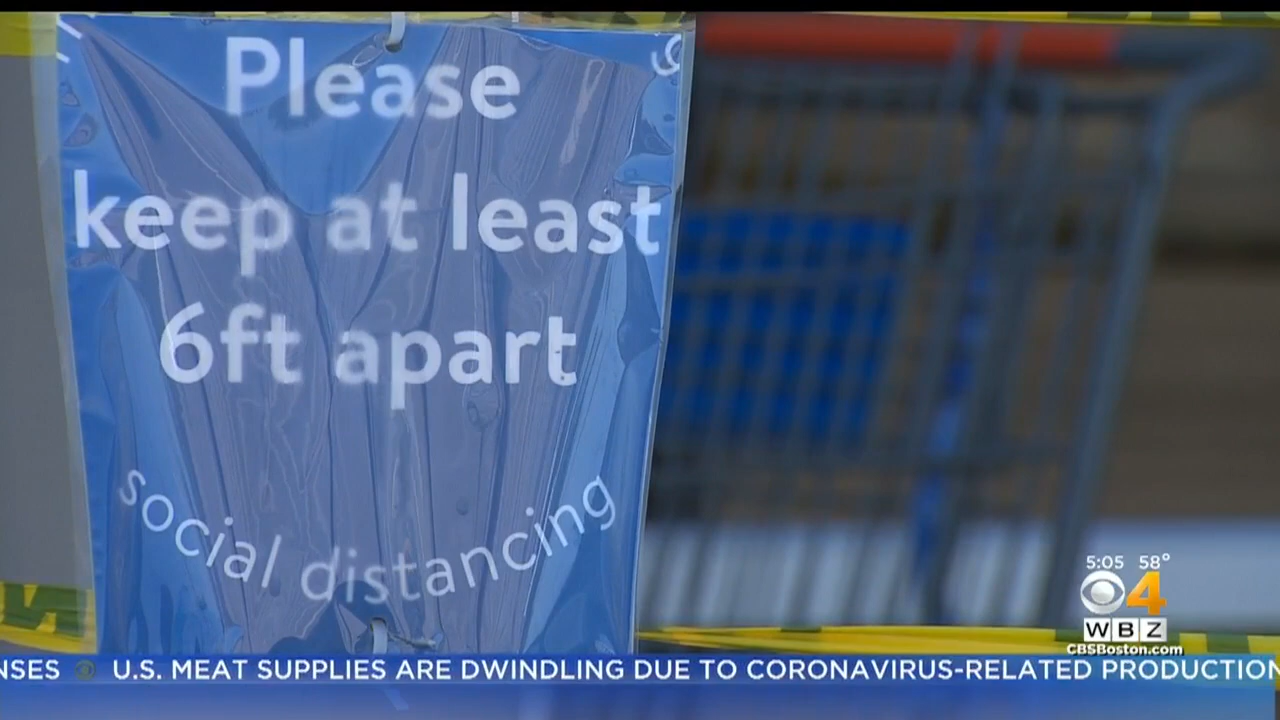 Please
keep at least
6ft apart
social distancing
5:05 58°
4
WBZ
CBSBoston.com
NSES U.S. MEAT SUPPLIES ARE DWINDLING DUE TO CORONAVIRUS-RELATED PRODUCTION